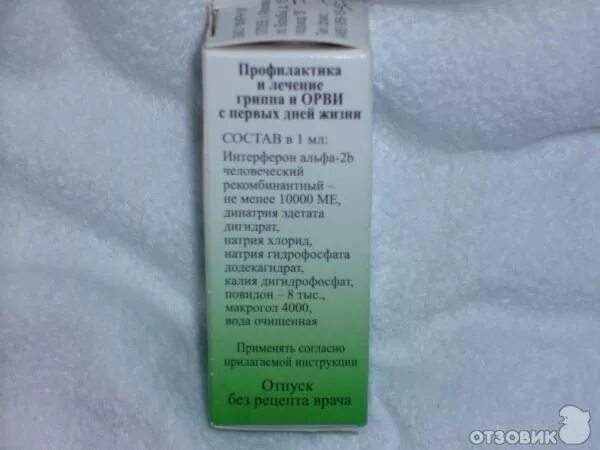 Профилактика
и лечение
гриппа и ОРВИ
с первых дней жизни
СОСТАВ в 1 мл:
Интерферон альфа-2b
человеческий
рекомбинантный –
не менее 10000 МЕ,
динатрия эдетата
дигидрат,
натрия хлорид,
натрия гидрофосфата
додекагидрат,
калия дигидрофосфат,
повидон – 8 тыс.,
макрогол 4000,
вода очищенная
Применять согласно
прилагаемой инструкции
Отпуск
без рецепта врача
ОТЗОВИК